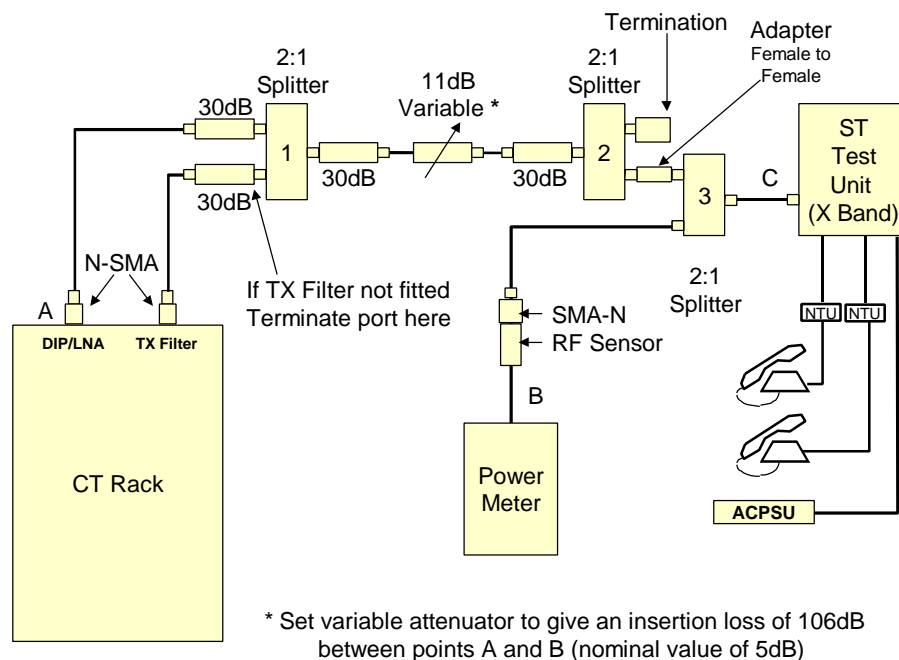 Termination
Adapter
Female to
Female
2:1
Splitter
11dB
Variable *
2:1
Splitter
30dB
1
30dB
30dB
30dB
2
3
C
ST
Test
Unit
(X Band)
N-SMA
A
If TX Filter not fitted
Terminate port here
2:1
Splitter
DIP/LNA
TX Filter
SMA-N
RF Sensor
B
NTU
NTU
CT Rack
Power
Meter
ACPSU
* Set variable attenuator to give an insertion loss of 106dB
between points A and B (nominal value of 5dB)